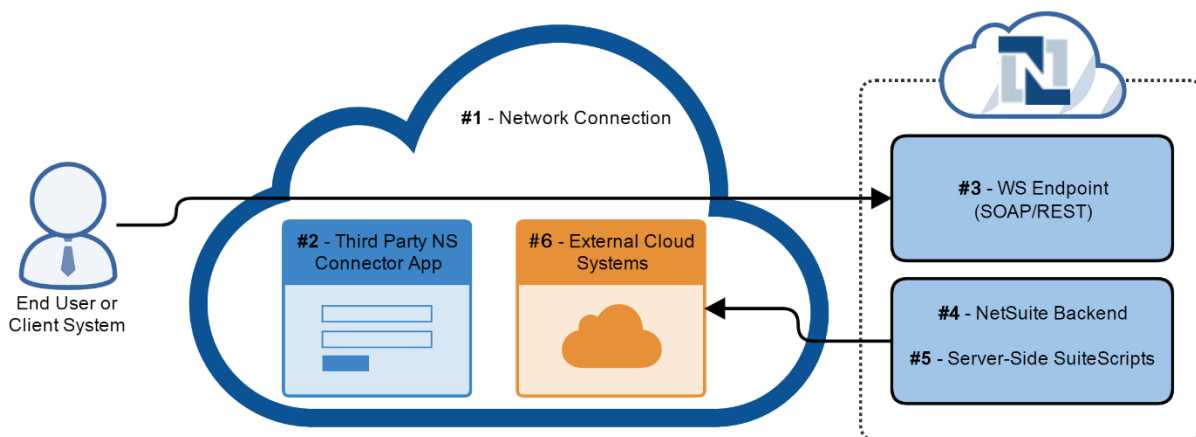 #1 - Network Connection
N
#3 - WS Endpoint
(SOAP/REST)
#2 - Third Party NS
Connector App
#6 - External Cloud
Systems
End User or
Client System
#4 - NetSuite Backend
#5 - Server-Side SuiteScripts